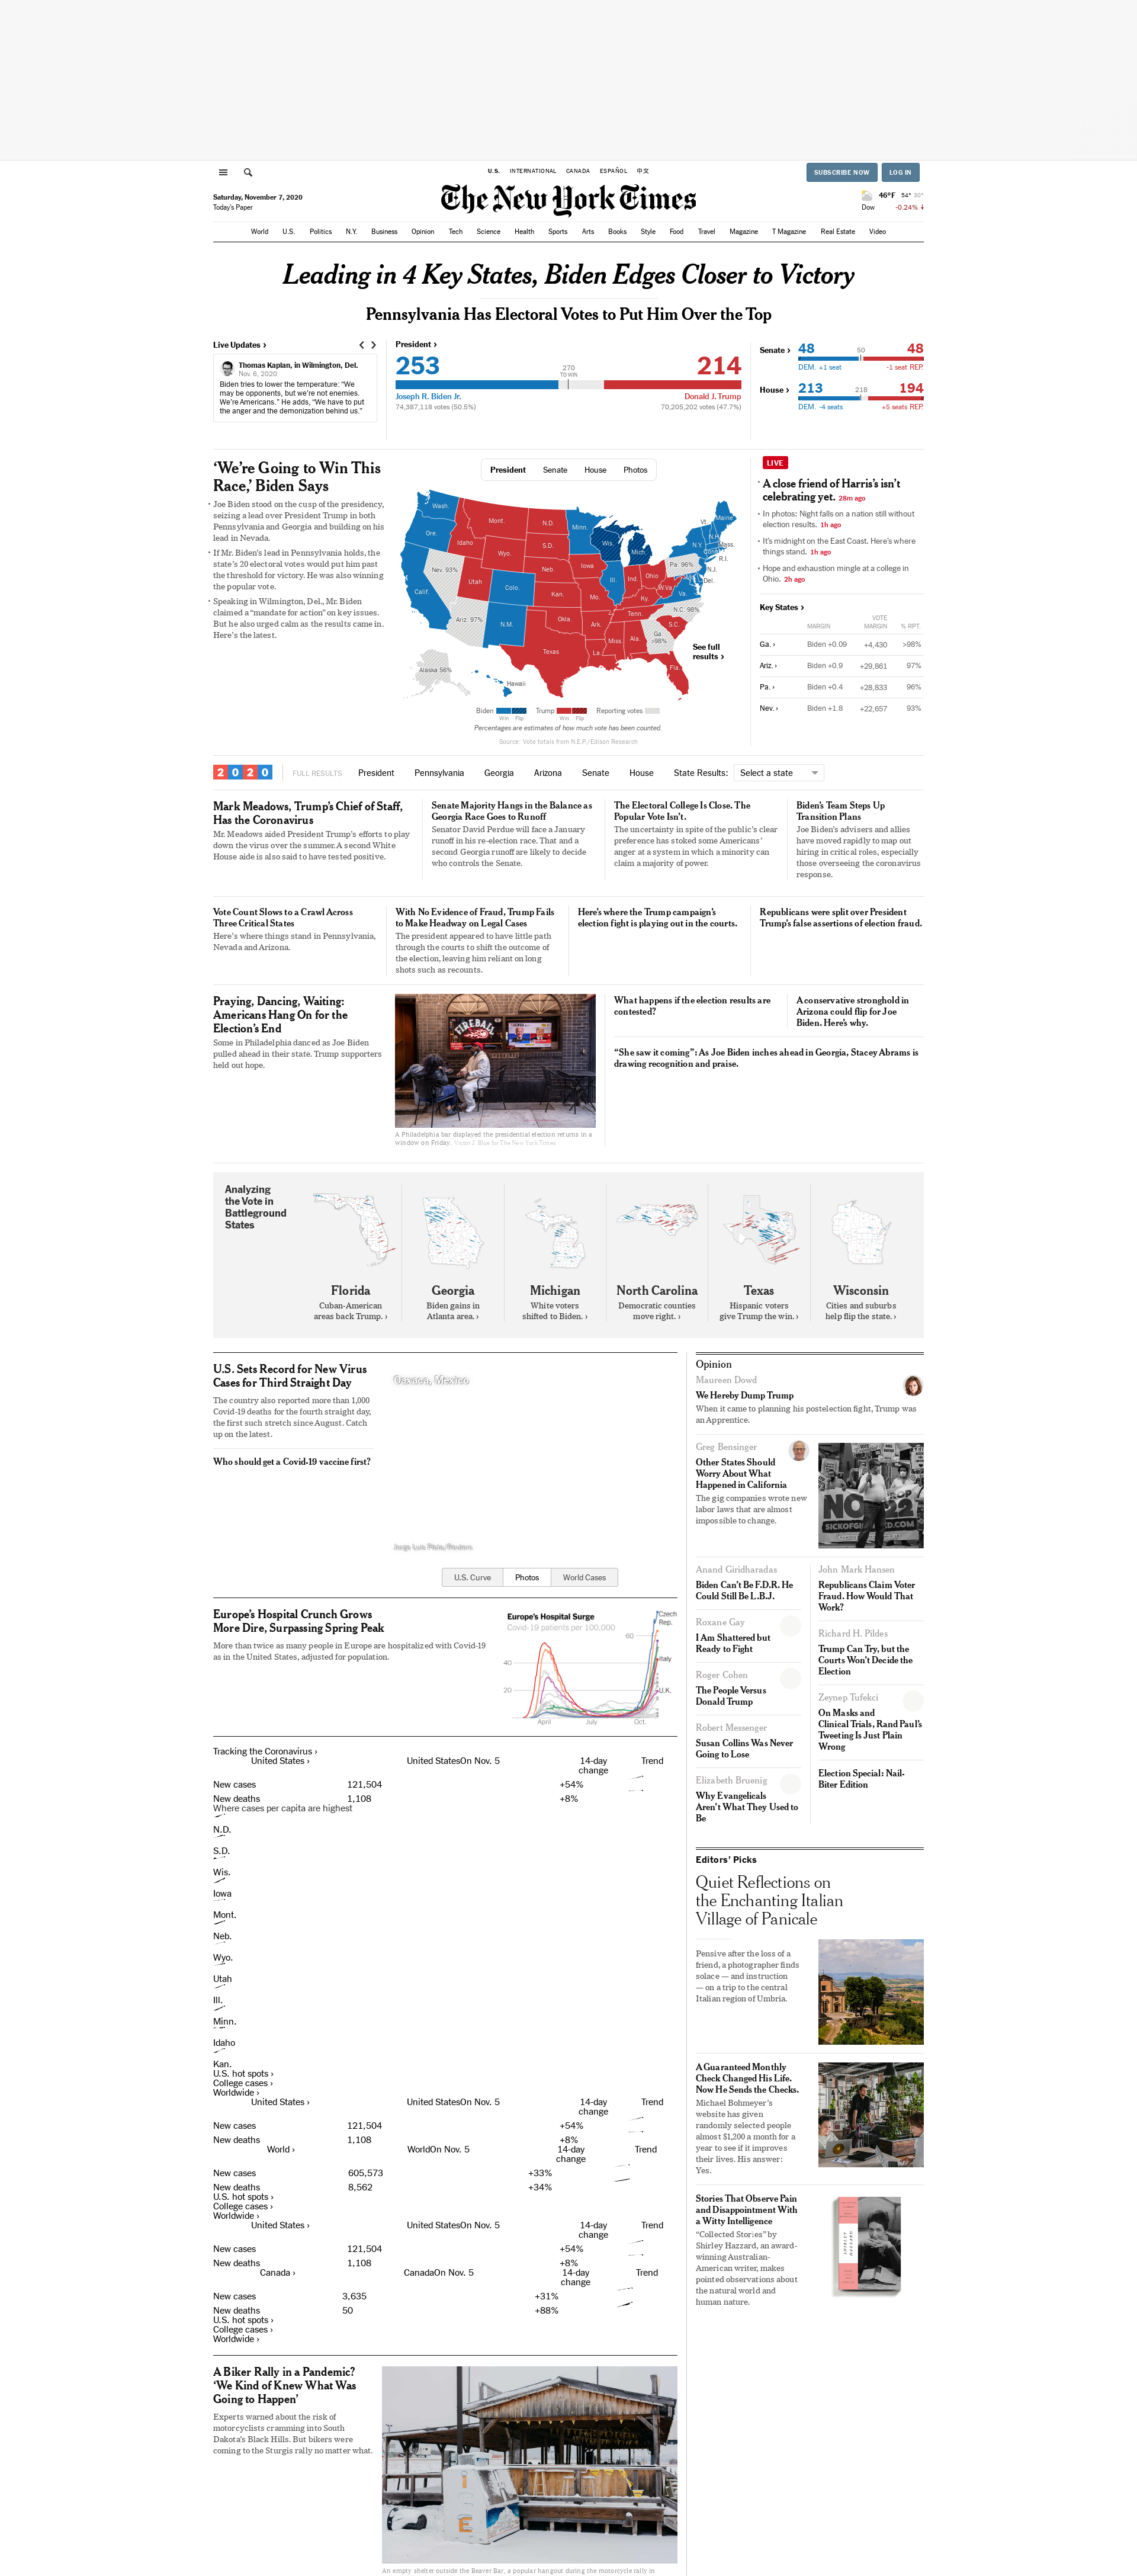 U.S. INTERNATIONAL CANADA ESPAÑOL 中文
SUBSCRIBE NOW LOG IN
Saturday, November 7, 2020
Today's Paper
The New York Times
46°F 54° 30°
Dow -0.24%
World U.S. Politics N.Y. Business Opinion Tech Science Health Sports Arts Books Style Food Travel Magazine T Magazine Real Estate Video
Leading in 4 Key States, Biden Edges Closer to Victory
Pennsylvania Has Electoral Votes to Put Him Over the Top
Live Updates ›
Thomas Kaplan, in Wilmington, Del.
Nov. 6, 2020
Biden tries to lower the temperature: “We
may be opponents, but we’re not enemies.
We’re Americans.” He adds, “We have to put
the anger and the demonization behind us.”
President ›
253
270
TO WIN
214
Joseph R. Biden Jr.
Donald J. Trump
74,387,118 votes (50.5%)
70,205,202 votes (47.7%)
Senate ›
48 50 48
DEM. +1 seat -1 seat REP.
House ›
213 218 194
DEM. -4 seats +5 seats REP.
‘We’re Going to Win This
Race,’ Biden Says
Joe Biden stood on the cusp of the presidency,
seizing a lead over President Trump in both
Pennsylvania and Georgia and building on his
lead in Nevada.
If Mr. Biden’s lead in Pennsylvania holds, the
state’s 20 electoral votes would put him past
the threshold for victory. He was also winning
the popular vote.
Speaking in Wilmington, Del., Mr. Biden
claimed a “mandate for action” on key issues.
But he also urged calm as the results came in.
Here’s the latest.
President Senate House Photos
Wash.
Ore.
Idaho
Mont.
N.D.
Minn.
Wis.
Mich.
Vt.
Maine
N.H.
Mass.
N.Y.
Conn.
R.I.
Wyo.
S.D.
Iowa
Pa. 96%
N.J.
Nev. 93%
Utah
Colo.
Neb.
Ill.
Ind.
Ohio
Del.
Calif.
Kan.
Mo.
Ky.
W.Va.
Va.
Ariz. 97%
N.M.
Okla.
Ark.
Tenn.
N.C. 98%
S.C.
Texas
La.
Miss.
Ala.
Ga.
>98%
Fla.
Alaska 56%
Hawaii
See full
results ›
Biden Trump Reporting votes
Win Flip Win Flip
Percentages are estimates of how much vote has been counted.
Source: Vote totals from N.E.P./Edison Research
LIVE
A close friend of Harris’s isn’t
celebrating yet. 28m ago
In photos: Night falls on a nation still without
election results. 1h ago
It’s midnight on the East Coast. Here’s where
things stand. 1h ago
Hope and exhaustion mingle at a college in
Ohio. 2h ago
Key States ›
MARGIN VOTE MARGIN % RPT.
Ga. › Biden +0.09 +4,430 >98%
Ariz. › Biden +0.9 +29,861 97%
Pa. › Biden +0.4 +28,833 96%
Nev. › Biden +1.8 +22,657 93%
2020 FULL RESULTS President Pennsylvania Georgia Arizona Senate House State Results: Select a state
Mark Meadows, Trump’s Chief of Staff,
Has the Coronavirus
Mr. Meadows aided President Trump’s efforts to play
down the virus over the summer. A second White
House aide is also said to have tested positive.
Senate Majority Hangs in the Balance as
Georgia Race Goes to Runoff
Senator David Perdue will face a January
runoff in his re-election race. That and a
second Georgia runoff are likely to decide
who controls the Senate.
The Electoral College Is Close. The
Popular Vote Isn’t.
The uncertainty in spite of the public’s clear
preference has stoked some Americans’
anger at a system in which a minority can
claim a majority of power.
Biden’s Team Steps Up
Transition Plans
Joe Biden’s advisers and allies
have moved rapidly to map out
hiring in critical roles, especially
those overseeing the coronavirus
response.
Vote Count Slows to a Crawl Across
Three Critical States
Here’s where things stand in Pennsylvania,
Nevada and Arizona.
With No Evidence of Fraud, Trump Fails
to Make Headway on Legal Cases
The president appeared to have little path
through the courts to shift the outcome of
the election, leaving him reliant on long
shots such as recounts.
Here’s where the Trump campaign’s
election fight is playing out in the courts.
Republicans were split over President
Trump’s false assertions of election fraud.
Praying, Dancing, Waiting:
Americans Hang On for the
Election’s End
Some in Philadelphia danced as Joe Biden
pulled ahead in their state. Trump supporters
held out hope.
FIREBALL
A Philadelphia bar displayed the presidential election returns in a
window on Friday. Victor J. Blue for The New York Times
What happens if the election results are
contested?
A conservative stronghold in
Arizona could flip for Joe
Biden. Here’s why.
“She saw it coming”: As Joe Biden inches ahead in Georgia, Stacey Abrams is
drawing recognition and praise.
Analyzing
the Vote in
Battleground
States
Florida
Cuban-American
areas back Trump. ›
Georgia
Biden gains in
Atlanta area. ›
Michigan
White voters
shifted to Biden. ›
North Carolina
Democratic counties
move right. ›
Texas
Hispanic voters
give Trump the win. ›
Wisconsin
Cities and suburbs
help flip the state. ›
U.S. Sets Record for New Virus
Cases for Third Straight Day
The country also reported more than 1,000
Covid-19 deaths for the fourth straight day,
the first such stretch since August. Catch
up on the latest.
Who should get a Covid-19 vaccine first?
Oaxaca, Mexico
Jorge Luis Plata/Reuters
U.S. Curve Photos World Cases
Europe’s Hospital Crunch Grows
More Dire, Surpassing Spring Peak
More than twice as many people in Europe are hospitalized with Covid-19
as in the United States, adjusted for population.
Europe’s Hospital Surge
Covid-19 patients per 100,000
Czech
Rep.
60
Italy
40
20
U.K.
April July Oct.
Tracking the Coronavirus ›
United States › United StatesOn Nov. 5 14-day change Trend
New cases 121,504 +54%
New deaths 1,108 +8%
Where cases per capita are highest
N.D.
S.D.
Wis.
Iowa
Mont.
Neb.
Wyo.
Utah
Ill.
Minn.
Idaho
Kan.
U.S. hot spots ›
College cases ›
Worldwide ›
United States › United StatesOn Nov. 5 14-day change Trend
New cases 121,504 +54%
New deaths 1,108 +8%
World › WorldOn Nov. 5 14-day change Trend
New cases 605,573 +33%
New deaths 8,562 +34%
U.S. hot spots ›
College cases ›
Worldwide ›
United States › United StatesOn Nov. 5 14-day change Trend
New cases 121,504 +54%
New deaths 1,108 +8%
Canada › CanadaOn Nov. 5 14-day change Trend
New cases 3,635 +31%
New deaths 50 +88%
U.S. hot spots ›
College cases ›
Worldwide ›
A Biker Rally in a Pandemic?
‘We Kind of Knew What Was
Going to Happen’
Experts warned about the risk of
motorcyclists cramming into South
Dakota’s Black Hills. But bikers were
coming to the Sturgis rally no matter what.
An empty shelter outside the Beaver Bar, a popular hangout during the motorcycle rally in
Opinion
Maureen Dowd
We Hereby Dump Trump
When it came to planning his postelection fight, Trump was
an Apprentice.
Greg Bensinger
Other States Should
Worry About What
Happened in California
The gig companies wrote new
labor laws that are almost
impossible to change.
NO 22
Anand Giridharadas
Biden Can’t Be F.D.R. He
Could Still Be L.B.J.
Roxane Gay
I Am Shattered but
Ready to Fight
Roger Cohen
The People Versus
Donald Trump
Robert Messenger
Susan Collins Was Never
Going to Lose
Elizabeth Bruenig
Why Evangelicals
Aren’t What They Used to
Be
John Mark Hansen
Republicans Claim Voter
Fraud. How Would That
Work?
Richard H. Pildes
Trump Can Try, but the
Courts Won’t Decide the
Election
Zeynep Tufekci
On Masks and
Clinical Trials, Rand Paul’s
Tweeting Is Just Plain
Wrong
Election Special: Nail-
Biter Edition
Editors’ Picks
Quiet Reflections on
the Enchanting Italian
Village of Panicale
Pensive after the loss of a
friend, a photographer finds
solace — and instruction
— on a trip to the central
Italian region of Umbria.
A Guaranteed Monthly
Check Changed His Life.
Now He Sends the Checks.
Michael Bohmeyer’s
website has given
randomly selected people
almost $1,200 a month for a
year to see if it improves
their lives. His answer:
Yes.
Stories That Observe Pain
and Disappointment With
a Witty Intelligence
“Collected Stories” by
Shirley Hazzard, an award-
winning Australian-
American writer, makes
pointed observations about
the natural world and
human nature.